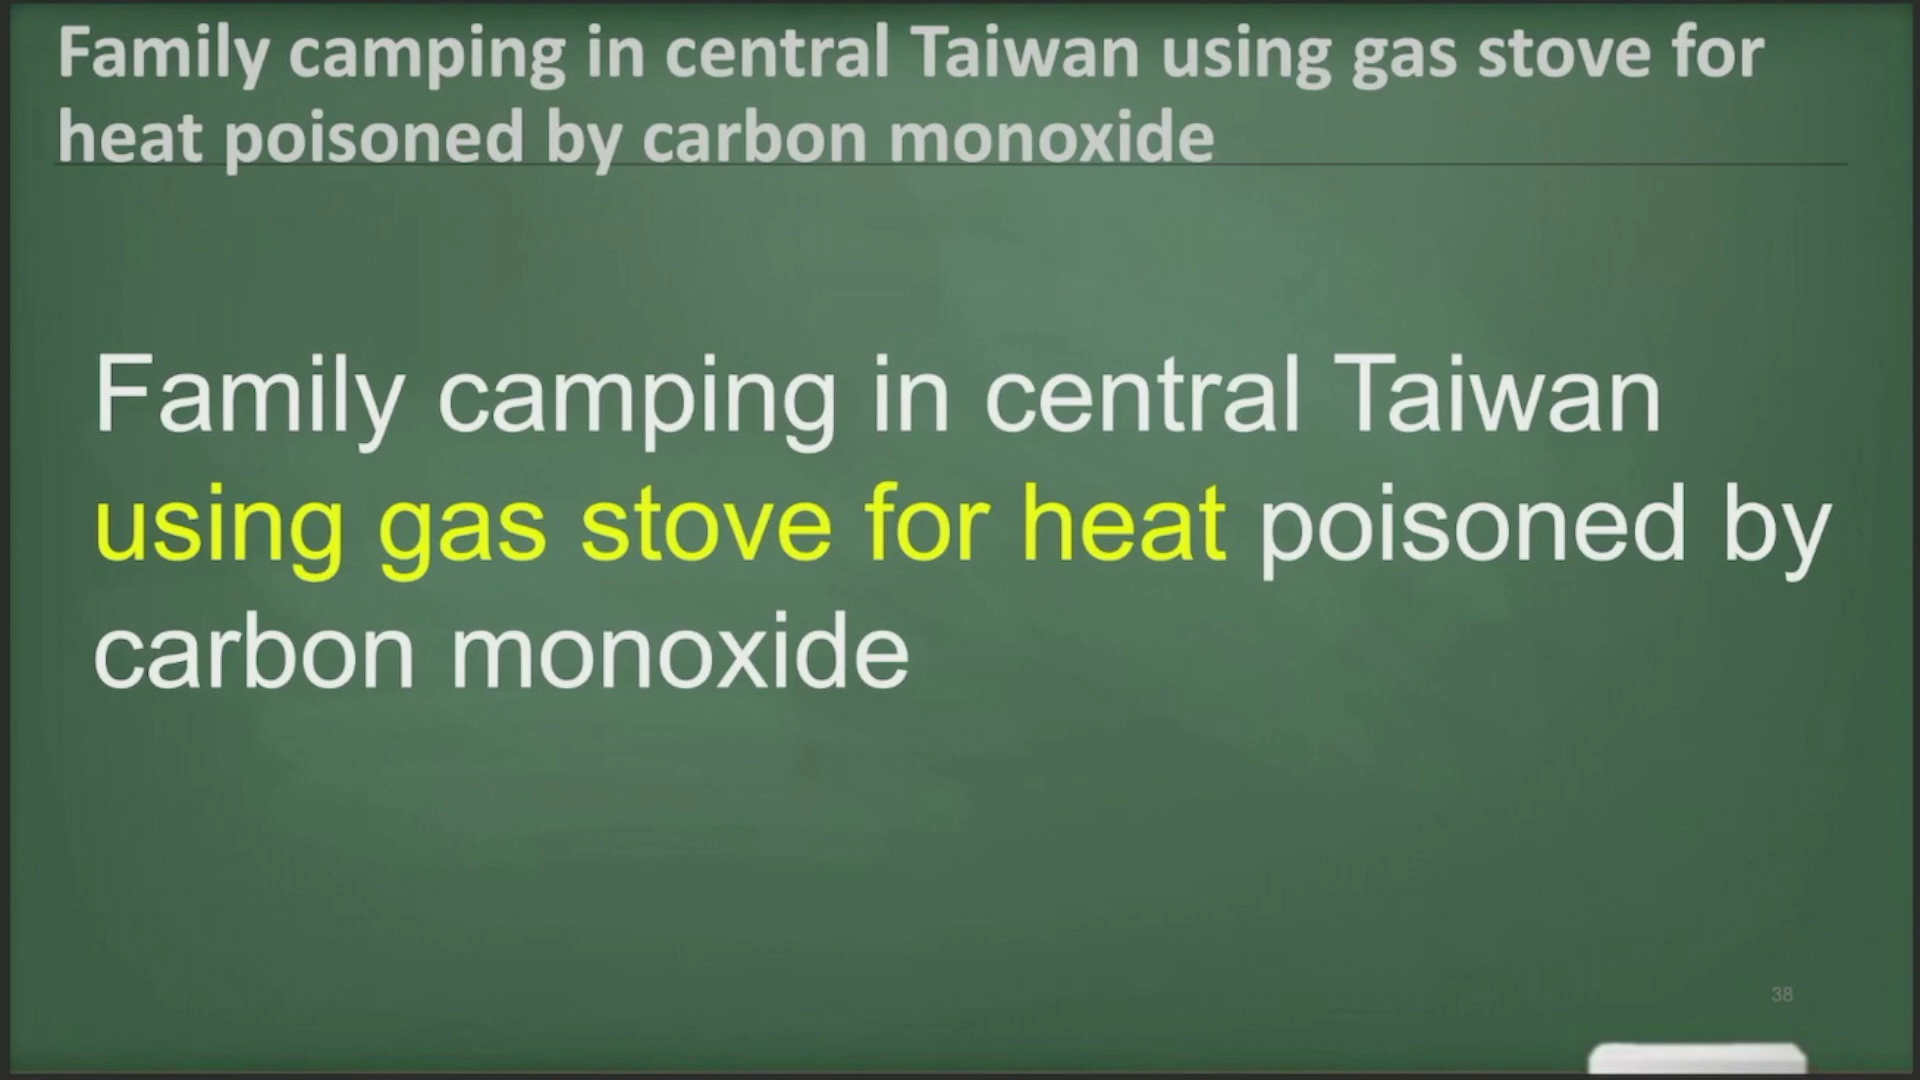 Family camping in central Taiwan using gas stove for
heat poisoned by carbon monoxide
Family camping in central Taiwan
using gas stove for heat poisoned by
carbon monoxide
38